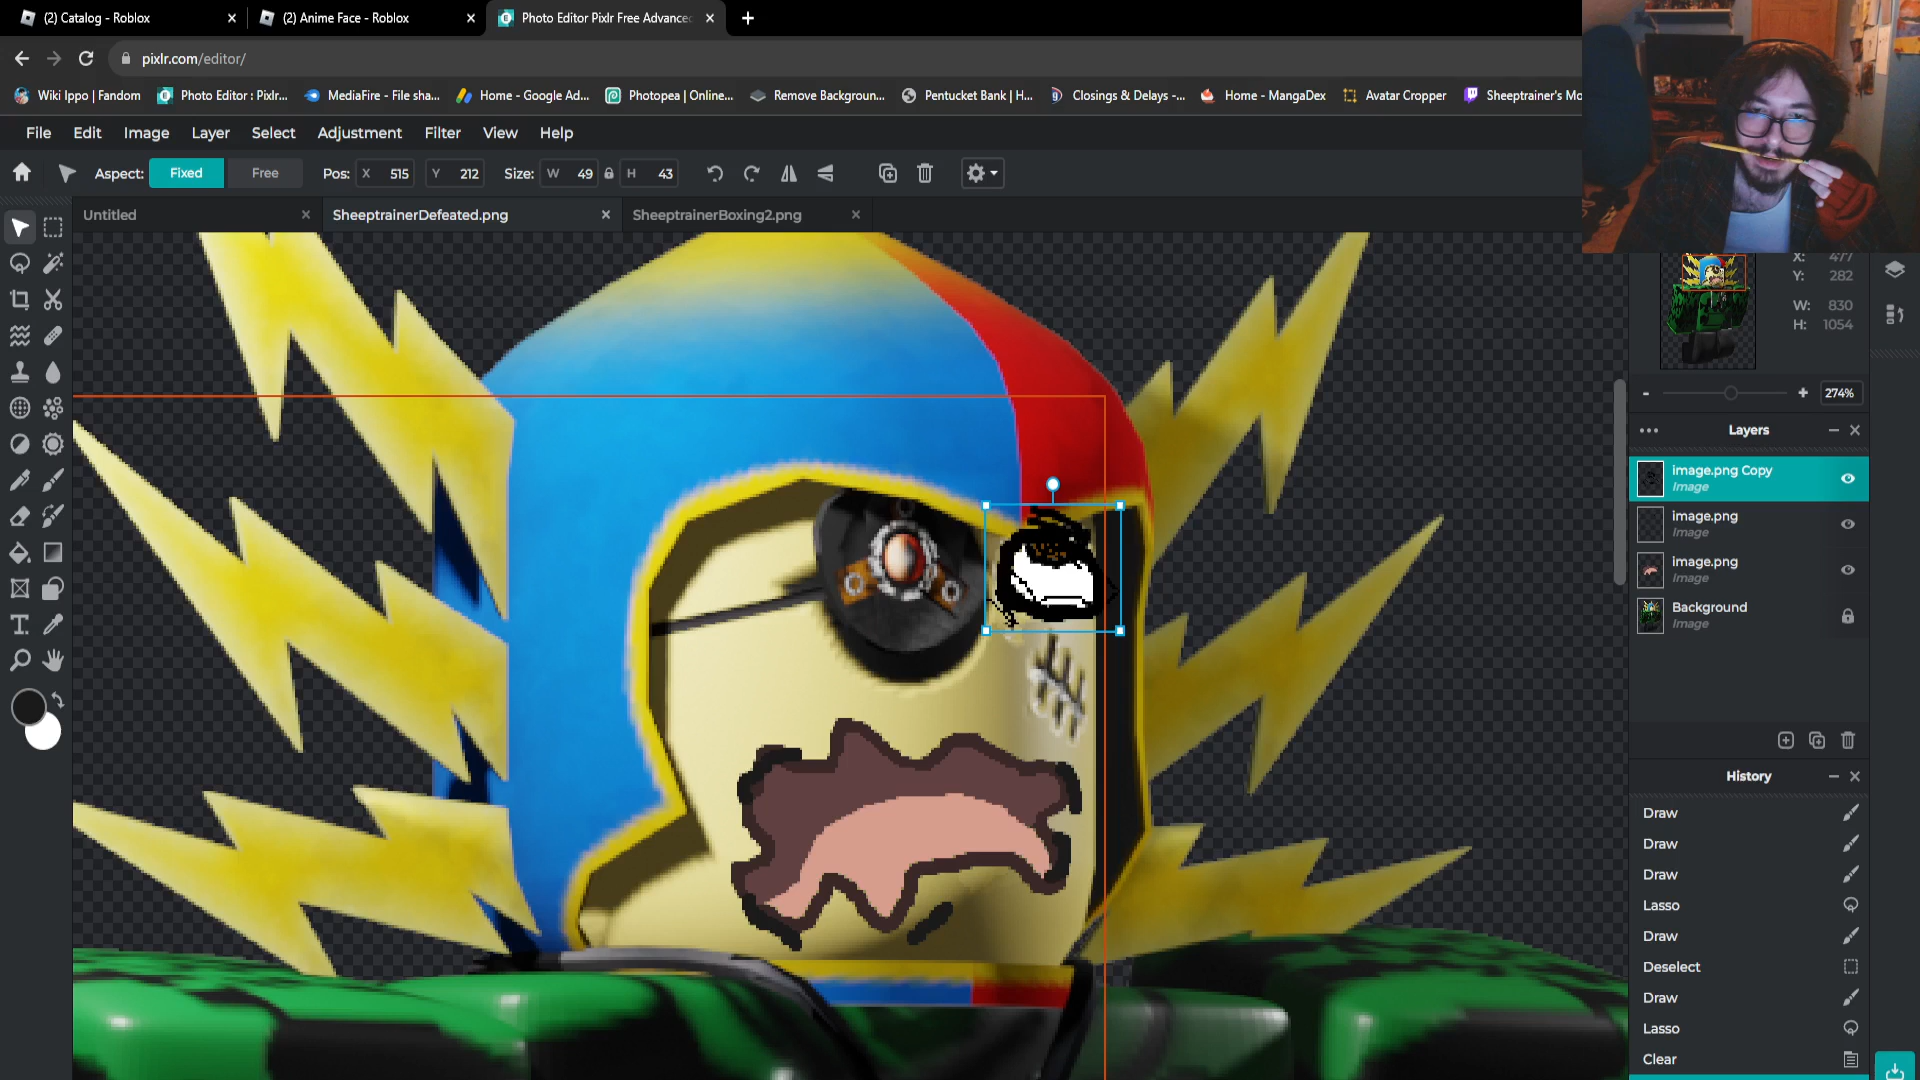 (2) Catalog - Roblox
(2) Anime Face - Roblox
Photo Editor Pixlr Free Advance
pixlr.com/editor/
Wiki Ippo | Fandom
Photo Editor : Pixlr...
MediaFire - File sha...
Home - Google Ad...
Photopea | Online...
Remove Backgroun...
Pentucket Bank | H...
Closings & Delays -...
Home - MangaDex
Avatar Cropper
Sheeptrainer's Mo
File Edit Image Layer Select Adjustment Filter View Help
Aspect: Fixed Free Pos: X 515 Y 212 Size: W 49 H 43
Untitled
SheeptrainerDefeated.png
SheeptrainerBoxing2.png
X: 477
Y: 282
W: 830
H: 1054
274%
Layers
image.png Copy
Image
image.png
Image
image.png
Image
Background
Image
History
Draw
Draw
Draw
Lasso
Draw
Deselect
Draw
Lasso
Clear